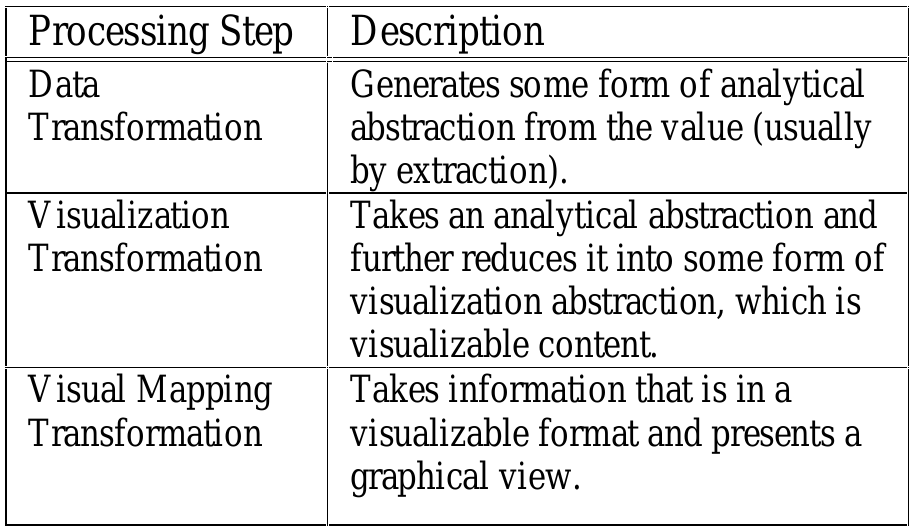 Processing Step
Description
Data
Transformation
Generates some form of analytical
abstraction from the value (usually
by extraction).
Visualization
Transformation
Takes an analytical abstraction and
further reduces it into some form of
visualization abstraction, which is
visualizable content.
Visual Mapping
Transformation
Takes information that is in a
visualizable format and presents a
graphical view.